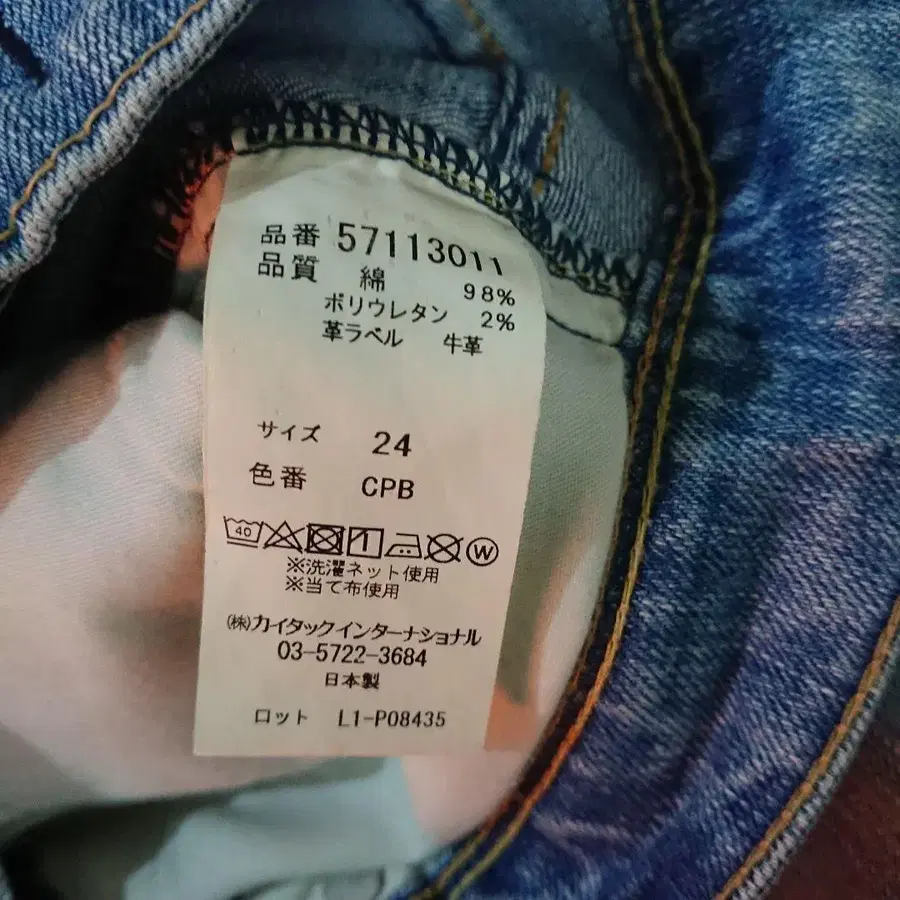 品番 57113011
品質 綿 98%
ポリウレタン 2%
革ラベル 牛革
サイズ 24
色番 CPB
40 W
※洗濯ネット使用
※当て布使用
(株)カイタックインターナショナル
03-5722-3684
日本製
ロット L1-P08435